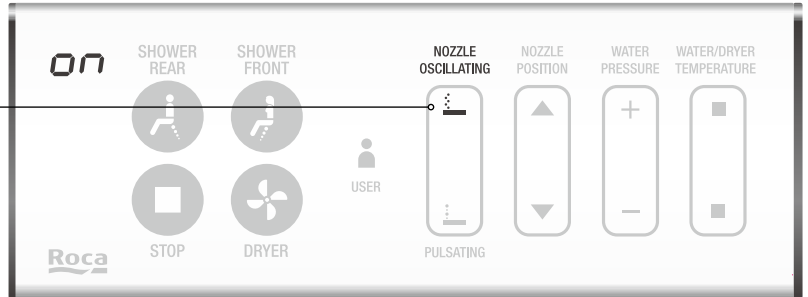 on
SHOWER
REAR
SHOWER
FRONT
NOZZLE
OSCILLATING
NOZZLE
POSITION
WATER
PRESSURE
WATER/DRYER
TEMPERATURE
USER
STOP
DRYER
PULSATING
Roca